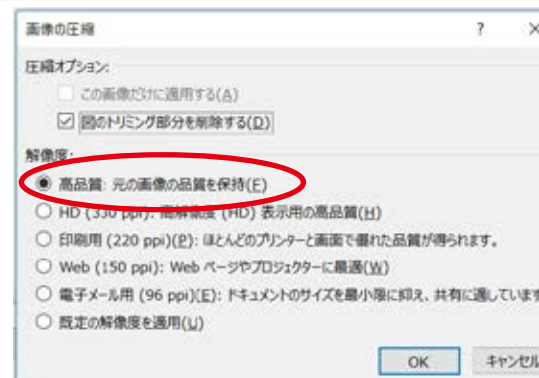 画像の圧縮 ? ×
圧縮オプション:
この画像だけに適用する(A)
図のトリミング部分を削除する(D)
解像度:
高品質: 元の画像の品質を保持(F)
HD (330 ppi): 高解像度 (HD) 表示用の高品質(H)
印刷用 (220 ppi)(P): ほとんどのプリンターと画面で優れた品質が得られます。
Web (150 ppi): Web ページやプロジェクターに最適(W)
電子メール用 (96 ppi)(E): ドキュメントのサイズを最小限に抑え、共有に適しています
既定の解像度を適用(U)
OK キャンセル